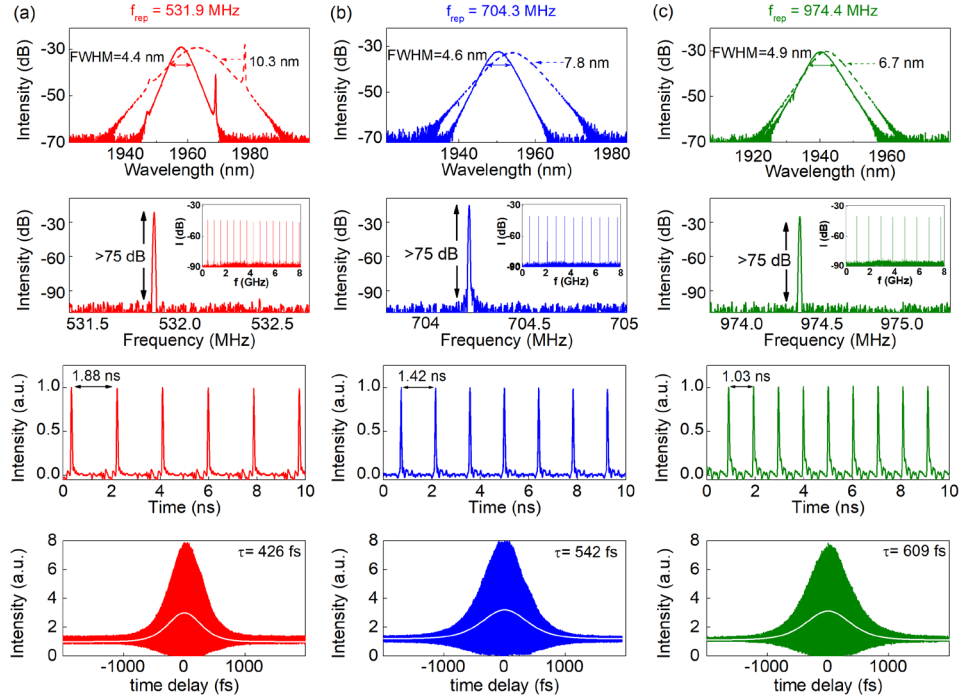 (a) f_rep = 531.9 MHz
(b) f_rep = 704.3 MHz
(c) f_rep = 974.4 MHz
Intensity (dB)
-30
-50
-70
FWHM=4.4 nm
10.3 nm
1940 1960 1980
Wavelength (nm)
Intensity (dB)
-30
-50
-70
FWHM=4.6 nm
7.8 nm
1940 1960 1980
Wavelength (nm)
Intensity (dB)
-30
-50
-70
FWHM=4.9 nm
6.7 nm
1920 1940 1960
Wavelength (nm)
Intensity (dB)
-30
-60
-90
>75 dB
I (dB)
-30
-60
-90
0 2 4 6 8
f (GHz)
531.5 532.0 532.5
Frequency (MHz)
Intensity (dB)
-30
-60
-90
>75 dB
I (dB)
-30
-60
-90
0 2 4 6 8
f (GHz)
704 704.5 705
Frequency (MHz)
Intensity (dB)
-30
-60
-90
>75 dB
I (dB)
-30
-60
-90
0 2 4 6 8
f (GHz)
974.0 974.5 975.0
Frequency (MHz)
Intensity (a.u.)
1.0
0.5
0.0
1.88 ns
0 2 4 6 8 10
Time (ns)
Intensity (a.u.)
1.0
0.5
0.0
1.42 ns
0 2 4 6 8 10
Time (ns)
Intensity (a.u.)
1.0
0.5
0.0
1.03 ns
0 2 4 6 8 10
Time (ns)
Intensity (a.u.)
8
6
4
2
0
τ= 426 fs
-1000 0 1000
time delay (fs)
Intensity (a.u.)
8
6
4
2
0
τ= 542 fs
-1000 0 1000
time delay (fs)
Intensity (a.u.)
8
6
4
2
0
τ= 609 fs
-1000 0 1000
time delay (fs)